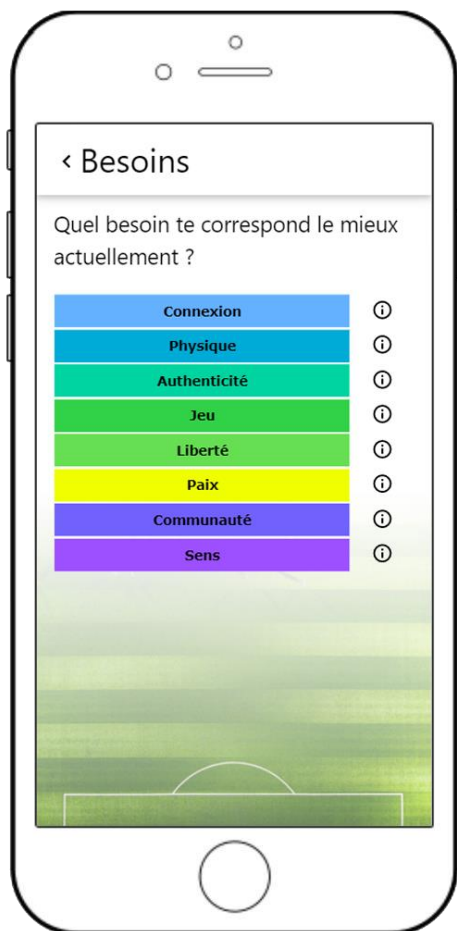 ‹ Besoins
Quel besoin te correspond le mieux
actuellement ?
Connexion
Physique
Authenticité
Jeu
Liberté
Paix
Communauté
Sens